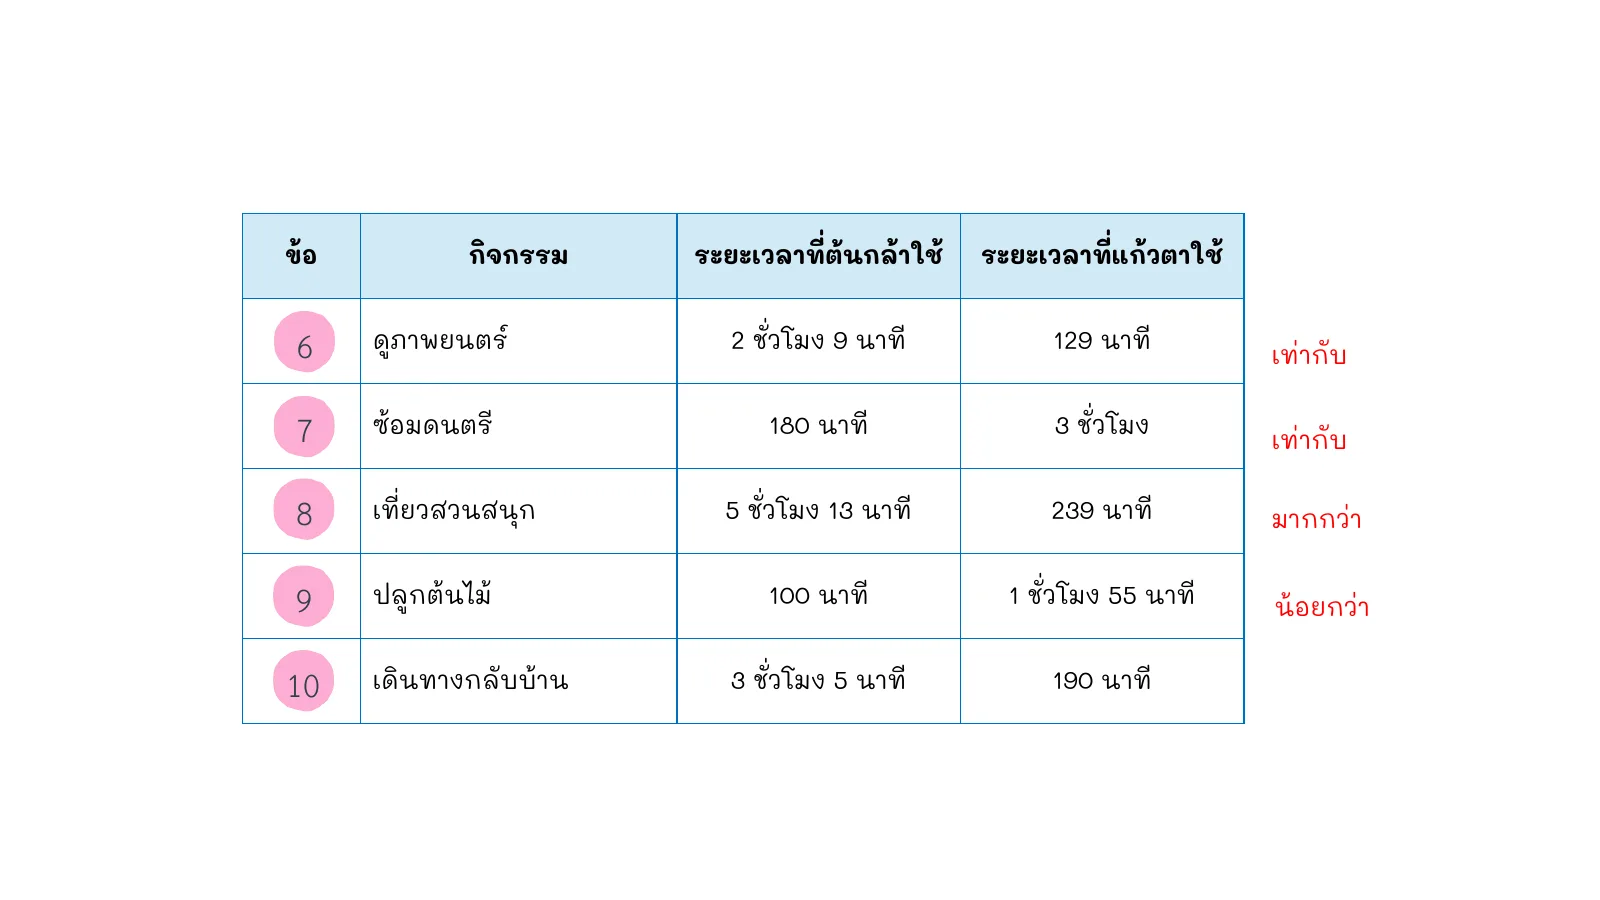 ข้อ กิจกรรม ระยะเวลาที่ต้นกล้าใช้ ระยะเวลาที่แก้วตาใช้
6 ดูภาพยนตร์ 2 ชั่วโมง 9 นาที 129 นาที เท่ากับ
7 ซ้อมดนตรี 180 นาที 3 ชั่วโมง เท่ากับ
8 เที่ยวสวนสนุก 5 ชั่วโมง 13 นาที 239 นาที มากกว่า
9 ปลูกต้นไม้ 100 นาที 1 ชั่วโมง 55 นาที น้อยกว่า
10 เดินทางกลับบ้าน 3 ชั่วโมง 5 นาที 190 นาที